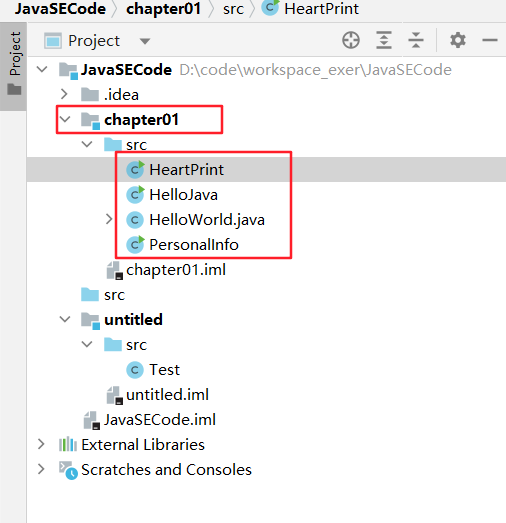 JavaSECode chapter01 src HeartPrint
Project
Project
JavaSECode D:\code\workspace_exer\JavaSECode
.idea
chapter01
src
HeartPrint
HelloJava
HelloWorld.java
PersonalInfo
chapter01.iml
src
untitled
src
Test
untitled.iml
JavaSECode.iml
External Libraries
Scratches and Consoles